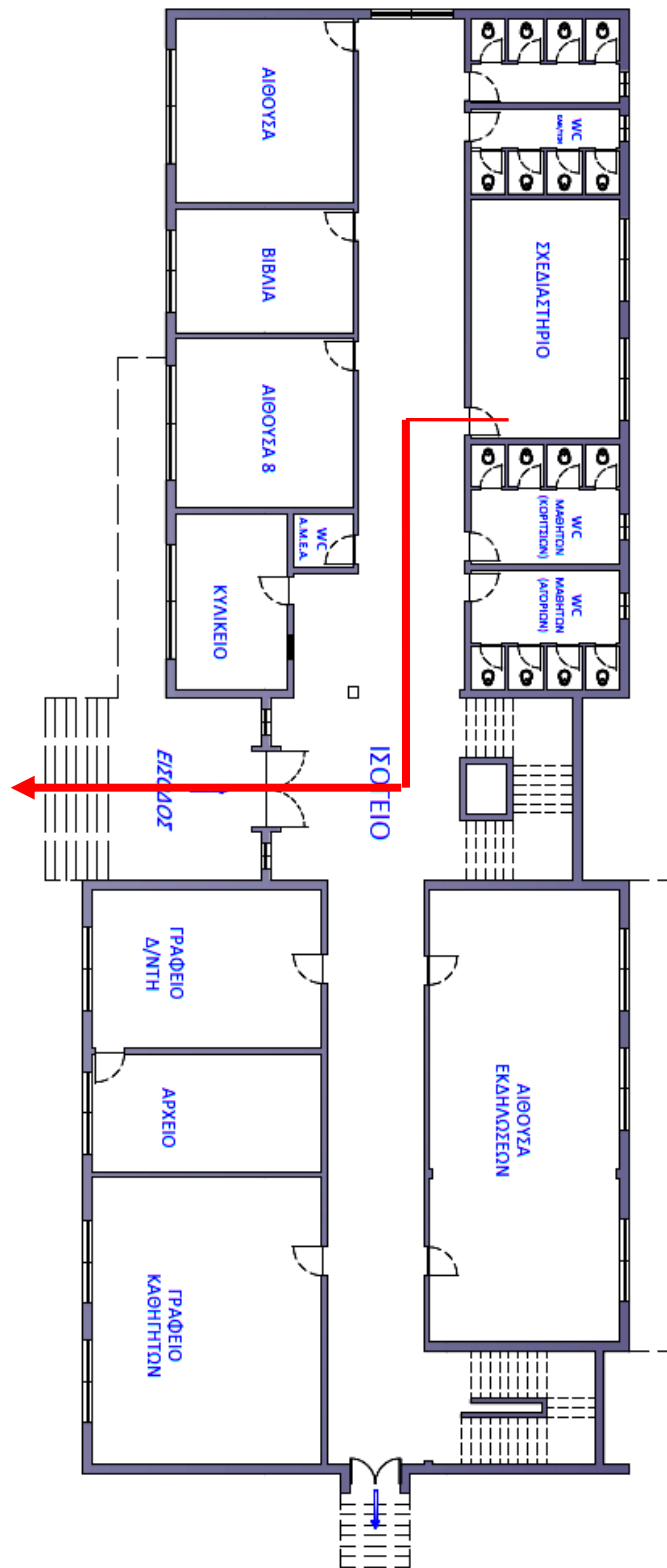 ΑΙΘΟΥΣΑ
WC
ΒΙΒΛΙΑ
ΣΧΕΔΙΑΣΤΗΡΙΟ
ΑΙΘΟΥΣΑ 8
WC
ΜΑΘΗΤΩΝ
(ΚΟΡΙΤΣΙΩΝ)
WC
Α.Μ.Ε.Α.
WC
ΜΑΘΗΤΩΝ
(ΑΓΟΡΙΩΝ)
ΚΥΛΙΚΕΙΟ
ΕΙΣΟΔΟΣ
ΙΣΟΓΕΙΟ
ΓΡΑΦΕΙΟ
Δ/ΝΤΗ
ΑΡΧΕΙΟ
ΑΙΘΟΥΣΑ
ΕΚΔΗΛΩΣΕΩΝ
ΓΡΑΦΕΙΟ
ΚΑΘΗΓΗΤΩΝ